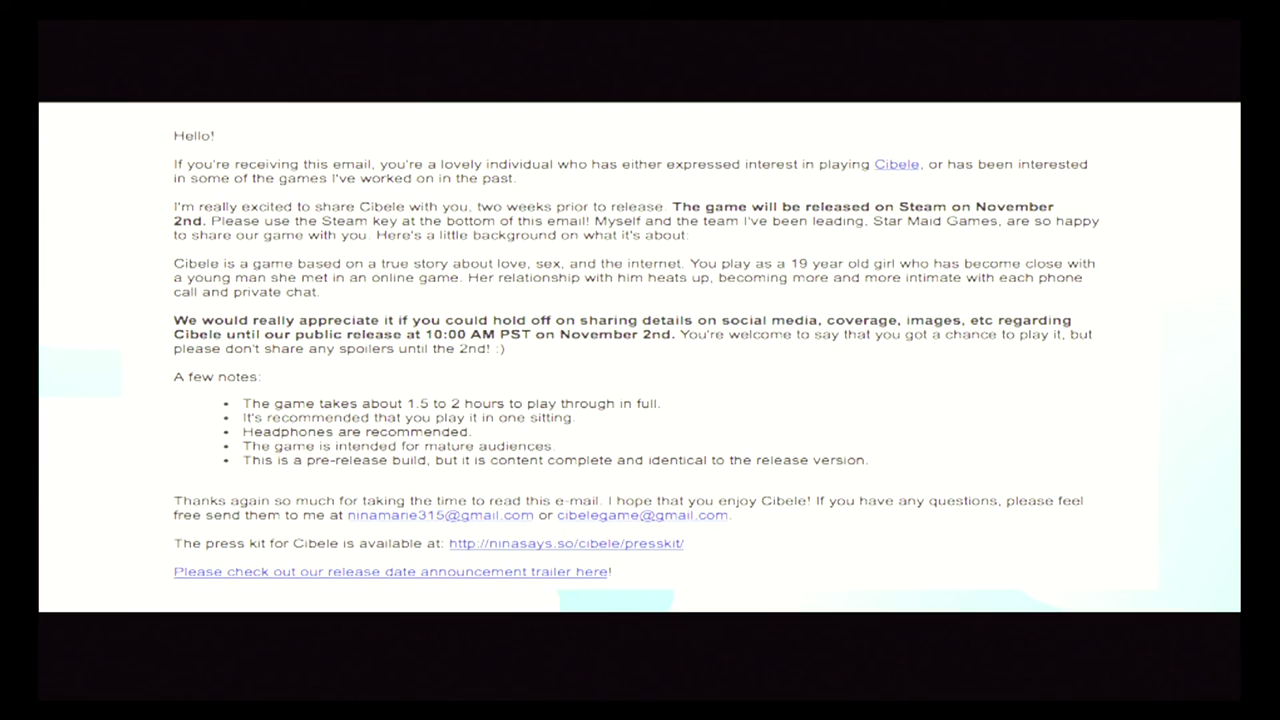 Hello!
If you're receiving this email, you're a lovely individual who has either expressed interest in playing Cibele, or has been interested
in some of the games I've worked on in the past.
I'm really excited to share Cibele with you, two weeks prior to release. The game will be released on Steam on November
2nd. Please use the Steam key at the bottom of this email! Myself and the team I've been leading, Star Maid Games, are so happy
to share our game with you. Here's a little background on what it's about:
Cibele is a game based on a true story about love, sex, and the internet. You play as a 19 year old girl who has become close with
a young man she met in an online game. Her relationship with him heats up, becoming more and more intimate with each phone
call and private chat.
We would really appreciate it if you could hold off on sharing details on social media, coverage, images, etc regarding
Cibele until our public release at 10:00 AM PST on November 2nd. You're welcome to say that you got a chance to play it, but
please don't share any spoilers until the 2nd! :)
A few notes:
• The game takes about 1.5 to 2 hours to play through in full.
• It's recommended that you play it in one sitting.
• Headphones are recommended.
• The game is intended for mature audiences.
• This is a pre-release build, but it is content complete and identical to the release version.
Thanks again so much for taking the time to read this e-mail. I hope that you enjoy Cibele! If you have any questions, please feel
free send them to me at ninamarie315@gmail.com or cibelegame@gmail.com.
The press kit for Cibele is available at: http://ninasays.so/cibele/presskit/
Please check out our release date announcement trailer here!